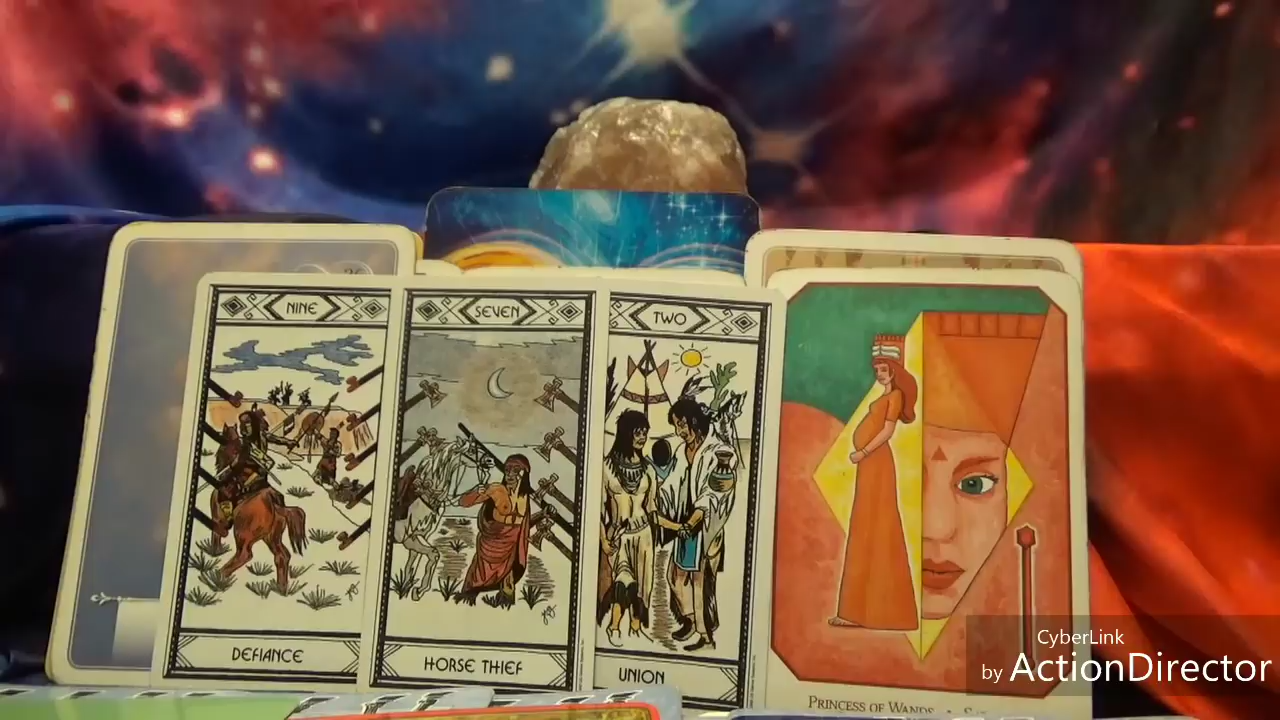 NINE
SEVEN
TWO
DEFIANCE
HORSE THIEF
UNION
PRINCESS OF WANDS •
CyberLink
by ActionDirector